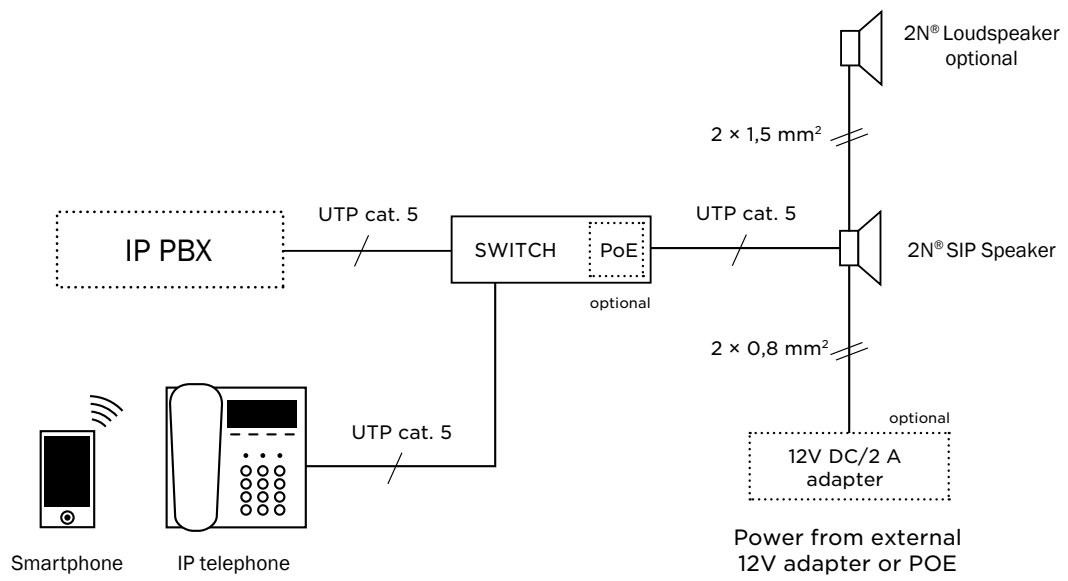 2N® Loudspeaker
optional
2 × 1,5 mm²
UTP cat. 5
UTP cat. 5
IP PBX
SWITCH
PoE
2N® SIP Speaker
optional
2 × 0,8 mm²
optional
UTP cat. 5
12V DC/2 A
adapter
Power from external
12V adapter or POE
Smartphone
IP telephone